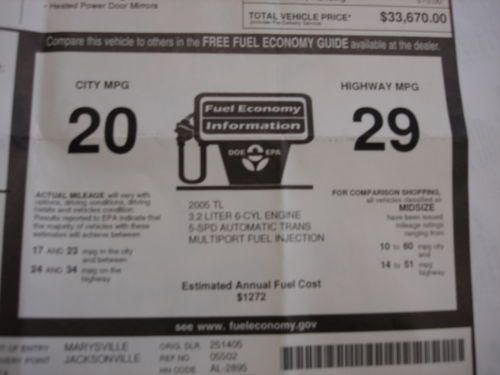 - Heated Power Door Mirrors
TOTAL VEHICLE PRICE* $33,670.00
Compare this vehicle to others in the FREE FUEL ECONOMY GUIDE available at the dealer.
CITY MPG
20
Fuel Economy
Information
DOE EPA
HIGHWAY MPG
29
ACTUAL MILEAGE will vary with
options, driving conditions, driving
habits and vehicle's condition.
Results reported to EPA indicate that
the majority of vehicles with these
estimates will achieve between
17 AND 23 mpg in the city
and between
24 AND 34 mpg on the
highway
2005 TL
3.2 LITER 6-CYL ENGINE
5-SPD AUTOMATIC TRANS
MULTIPORT FUEL INJECTION
Estimated Annual Fuel Cost
$1272
FOR COMPARISON SHOPPING,
all vehicles classified as
MIDSIZE
have been issued
mileage ratings
ranging from
10 to 60 mpg city
and
14 to 51 mpg
highway
see www.fueleconomy.gov
OF ENTRY MARYSVILLE
POINT JACKSONVILLE
ORIG. DLR. 251405
REF NO 05502
HN CODE AL-2895